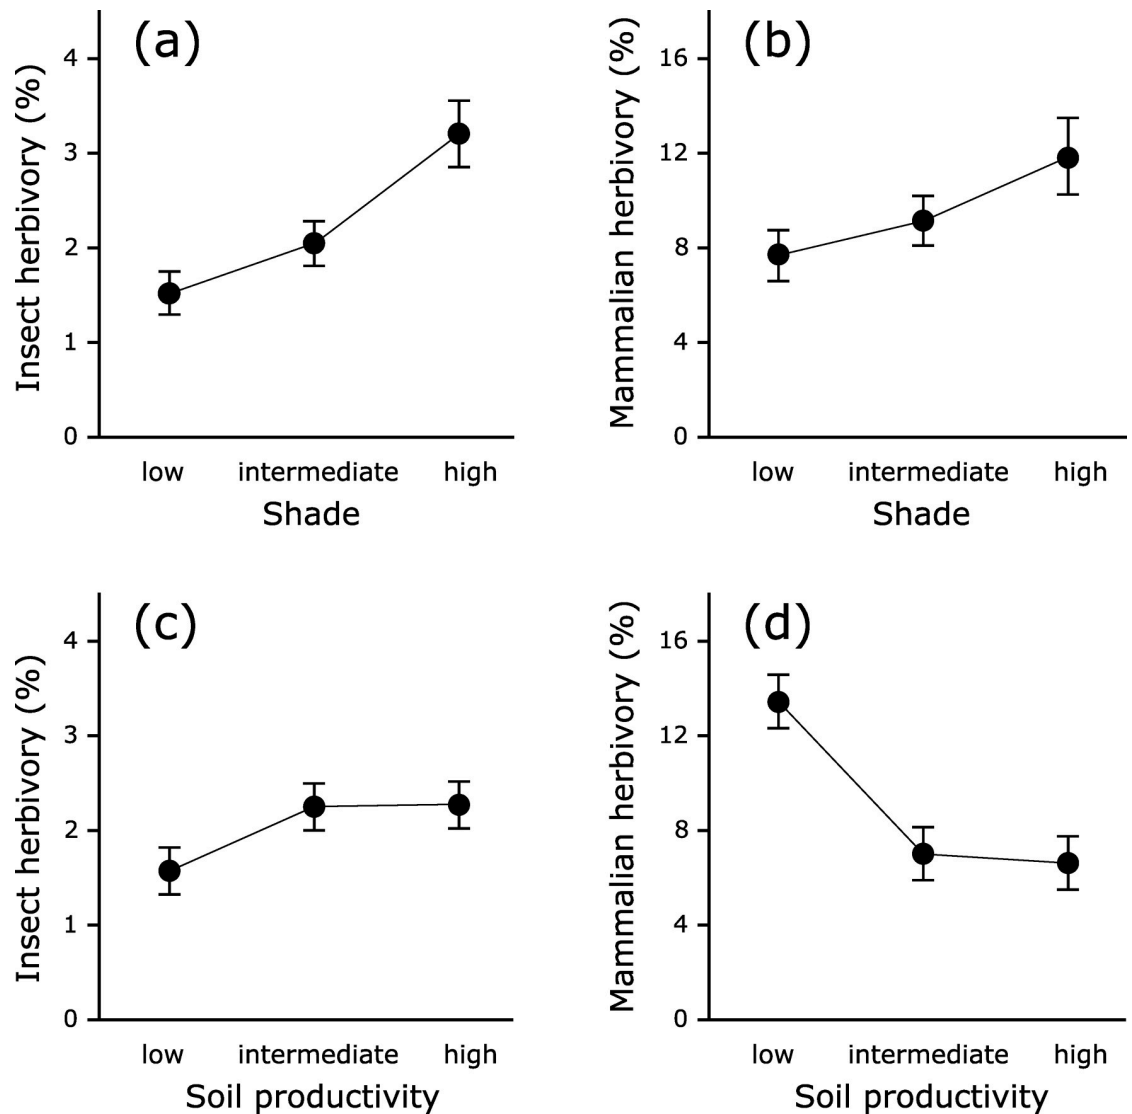 (a)
Insect herbivory (%)
4
3
2
1
0
low intermediate high
Shade
(b)
Mammalian herbivory (%)
16
12
8
4
0
low intermediate high
Shade
(c)
Insect herbivory (%)
4
3
2
1
0
low intermediate high
Soil productivity
(d)
Mammalian herbivory (%)
16
12
8
4
0
low intermediate high
Soil productivity